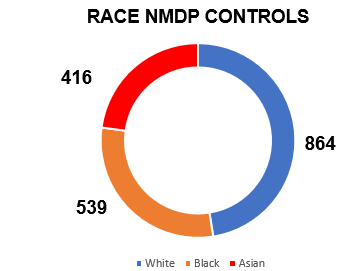 RACE NMDP CONTROLS
416
864
539
White Black Asian